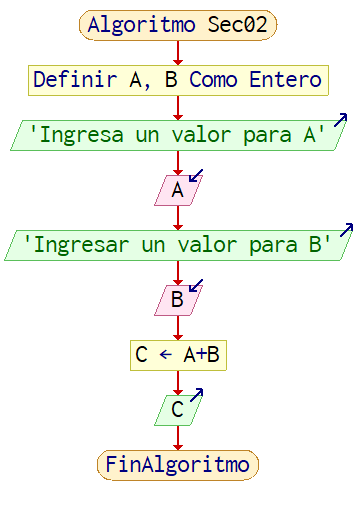 Algoritmo Sec02
Definir A, B Como Entero
'Ingresa un valor para A'
A
'Ingresar un valor para B'
B
C ← A+B
C
FinAlgoritmo